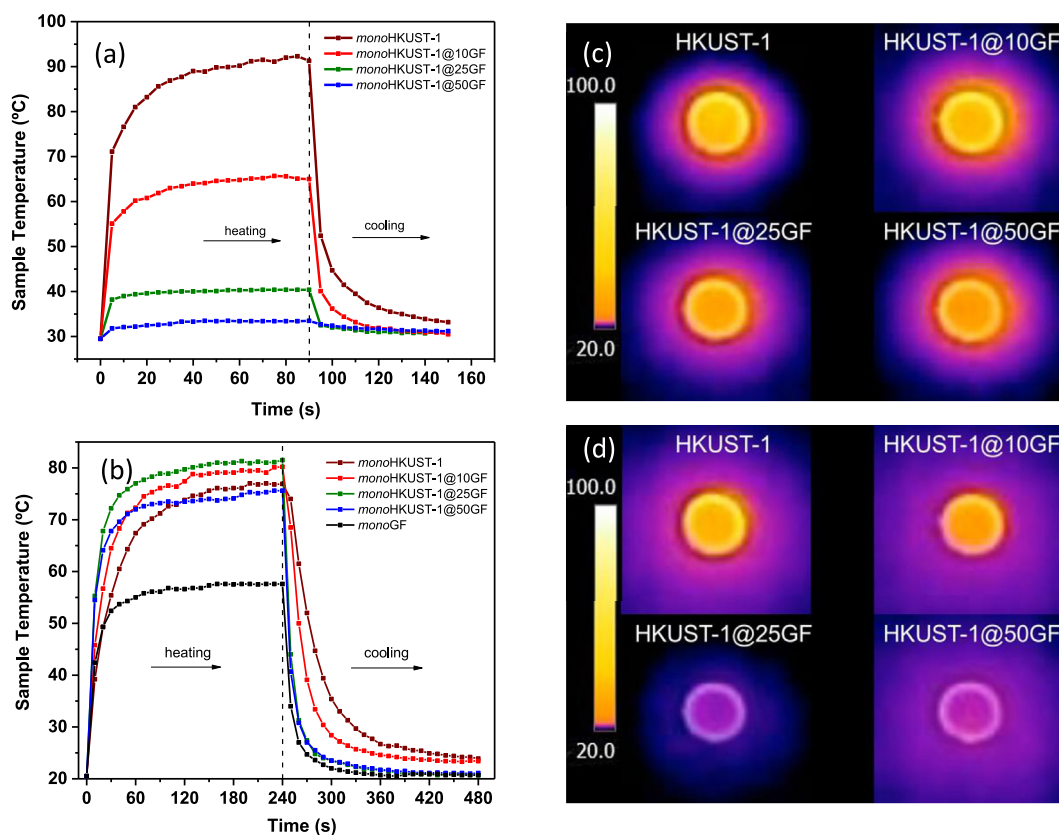 (a)
monoHKUST-1
monoHKUST-1@10GF
monoHKUST-1@25GF
monoHKUST-1@50GF
100
90
80
70
60
50
40
30
Sample Temperature (ºC)
heating
cooling
0 20 40 60 80 100 120 140 160
Time (s)
(b)
monoHKUST-1
monoHKUST-1@10GF
monoHKUST-1@25GF
monoHKUST-1@50GF
monoGF
80
70
60
50
40
30
20
Sample Temperature (ºC)
heating
cooling
0 60 120 180 240 300 360 420 480
Time (s)
(c)
HKUST-1
HKUST-1@10GF
100.0
HKUST-1@25GF
HKUST-1@50GF
20.0
(d)
HKUST-1
HKUST-1@10GF
100.0
HKUST-1@25GF
HKUST-1@50GF
20.0